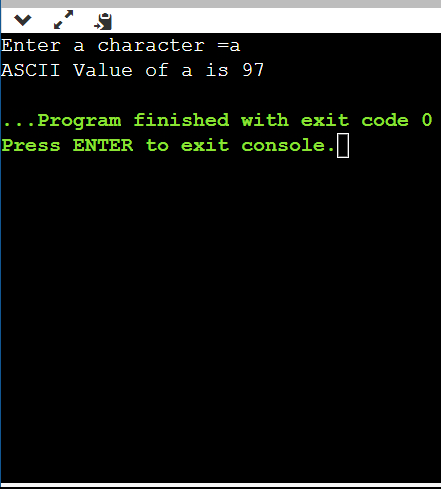 Enter a character =a
ASCII Value of a is 97
...Program finished with exit code 0
Press ENTER to exit console.